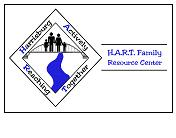 Harrisburg
Actively
Reaching
Together
H.A.R.T. Family
Resource Center